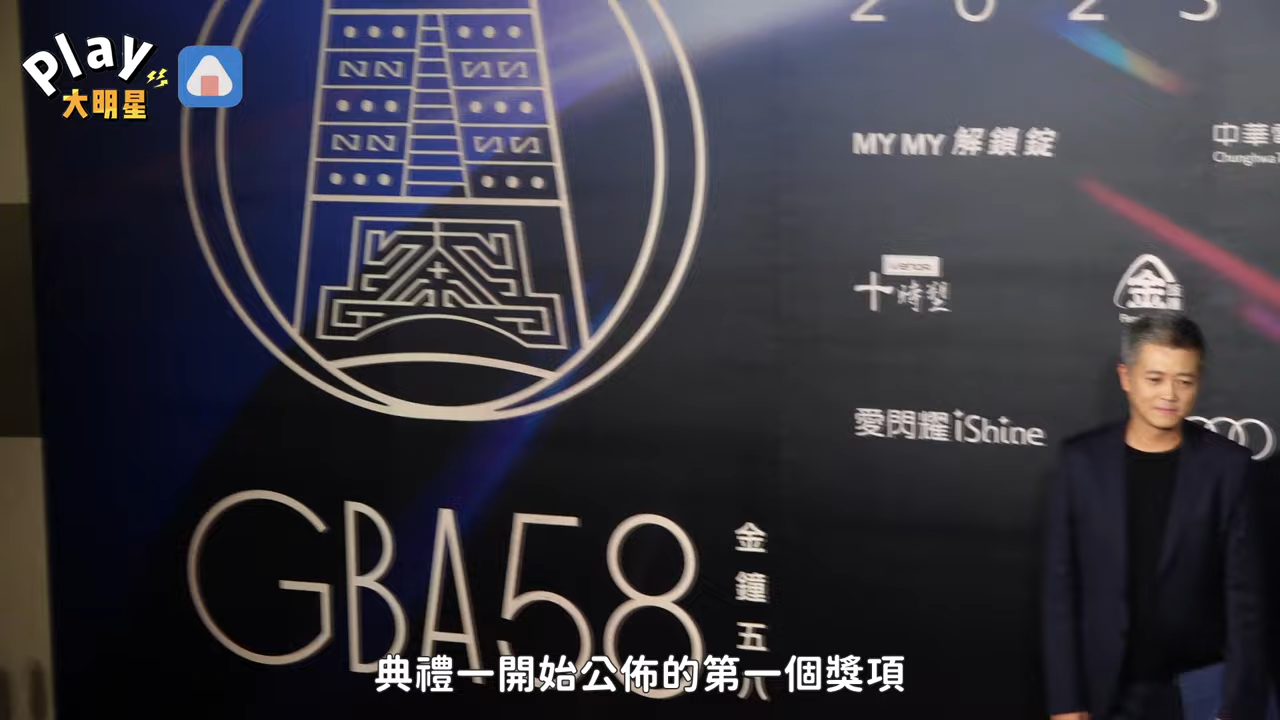 Play
大明星
2023
MY MY 解鎖錠
中華
Chunghwa
十時塑
金
愛閃耀 iShine
GBA58
金鐘五
典禮一開始公佈的第一個獎項